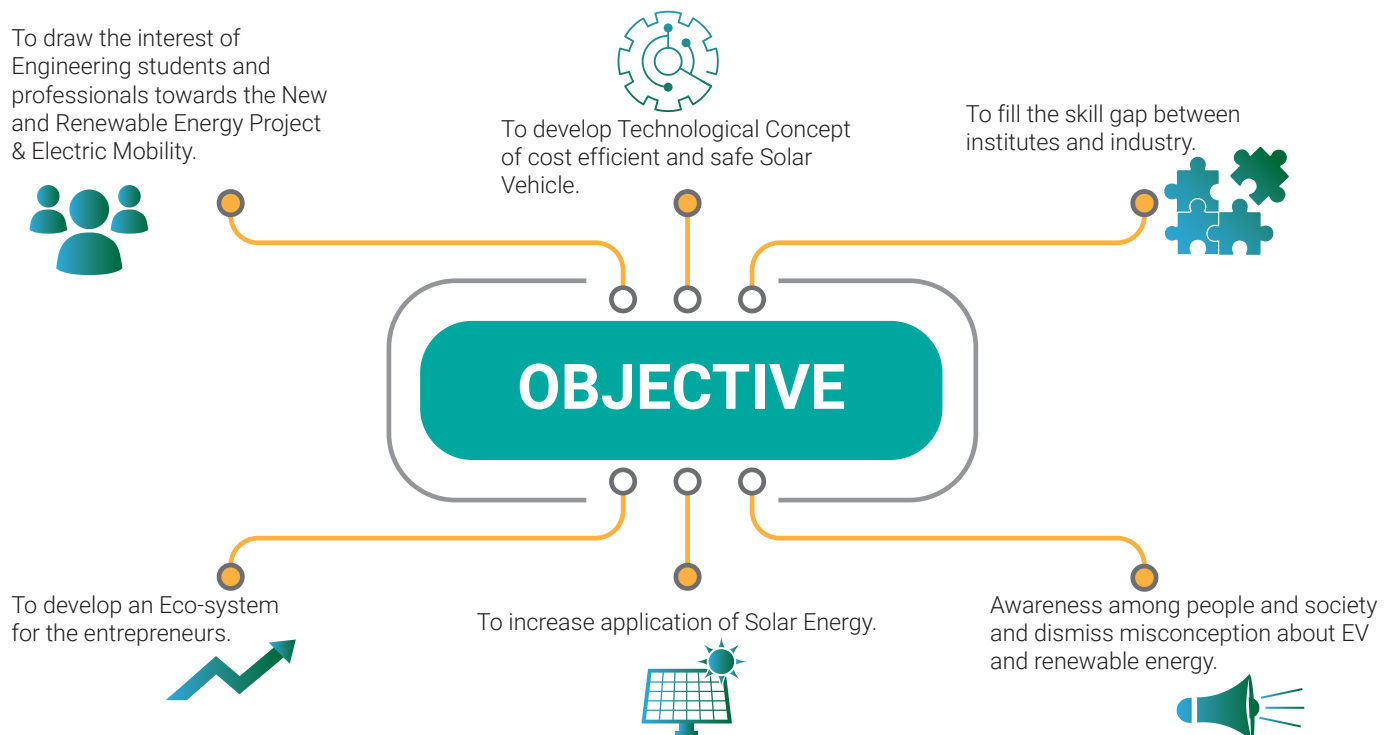 To draw the interest of
Engineering students and
professionals towards the New
and Renewable Energy Project
& Electric Mobility.
To develop Technological Concept
of cost efficient and safe Solar
Vehicle.
To fill the skill gap between
institutes and industry.
OBJECTIVE
To develop an Eco-system
for the entrepreneurs.
To increase application of Solar Energy.
Awareness among people and society
and dismiss misconception about EV
and renewable energy.